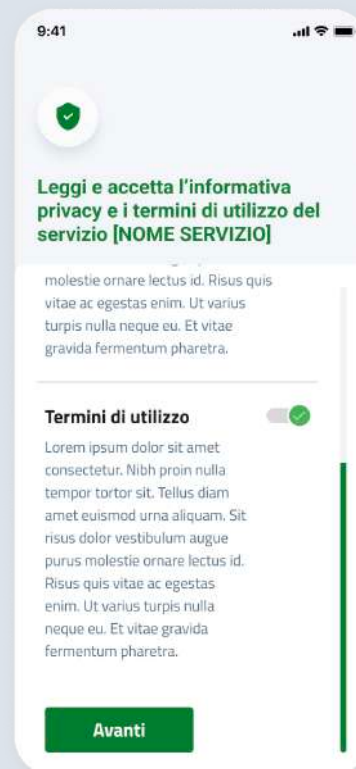 9:41
Leggi e accetta l'informativa
privacy e i termini di utilizzo del
servizio [NOME SERVIZIO]
molestie ornare lectus id. Risus quis
vitae ac egestas enim. Ut varius
turpis nulla neque eu. Et vitae
gravida fermentum pharetra.
Termini di utilizzo
Lorem ipsum dolor sit amet
consectetur. Nibh proin nulla
tempor tortor sit. Tellus diam
amet euismod urna aliquam. Sit
risus dolor vestibulum augue
purus molestie ornare lectus id.
Risus quis vitae ac egestas
enim. Ut varius turpis nulla
neque eu. Et vitae gravida
fermentum pharetra.
Avanti